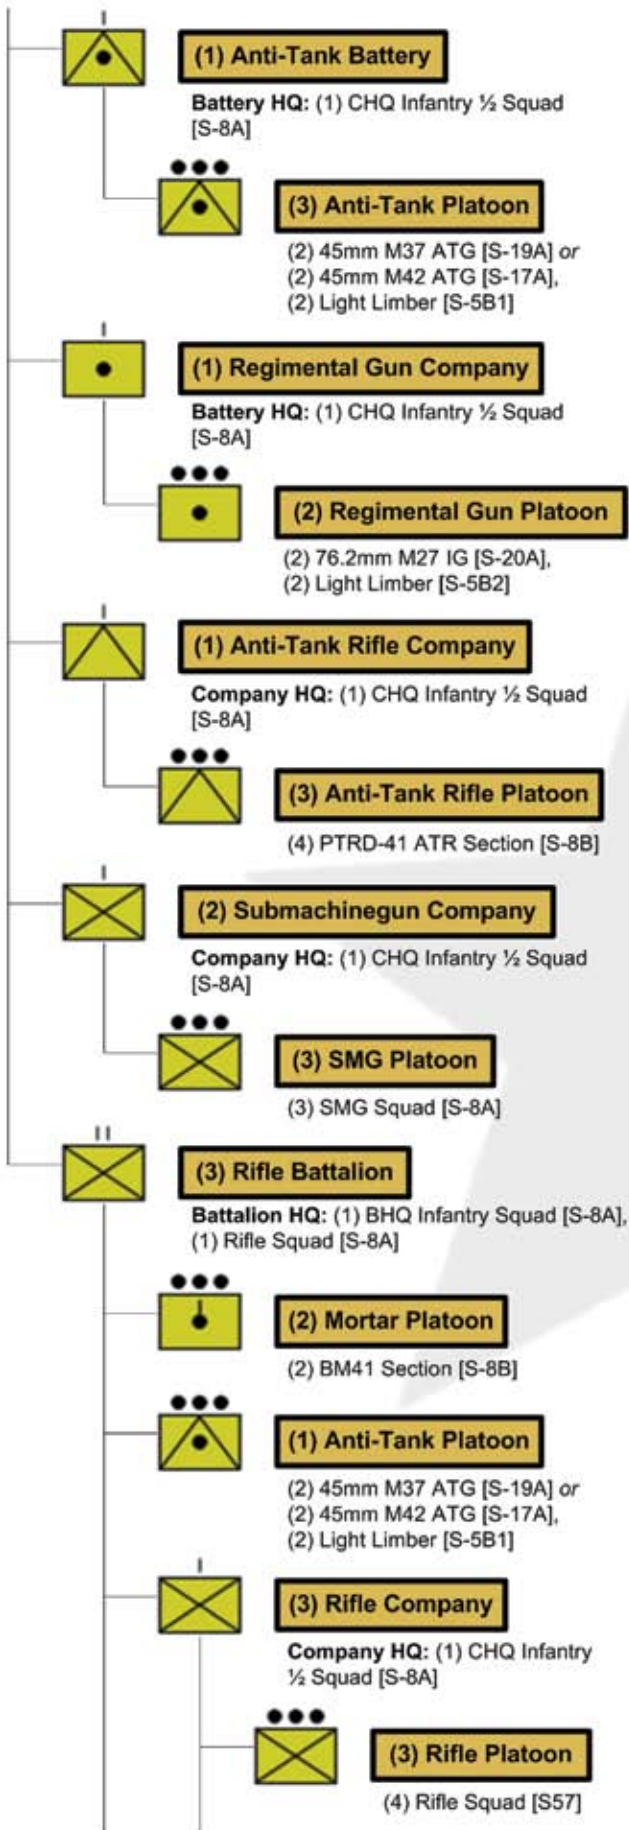 (1) Anti-Tank Battery
Battery HQ: (1) CHQ Infantry ½ Squad
[S-8A]
(3) Anti-Tank Platoon
(2) 45mm M37 ATG [S-19A] or
(2) 45mm M42 ATG [S-17A],
(2) Light Limber [S-5B1]
(1) Regimental Gun Company
Battery HQ: (1) CHQ Infantry ½ Squad
[S-8A]
(2) Regimental Gun Platoon
(2) 76.2mm M27 IG [S-20A],
(2) Light Limber [S-5B2]
(1) Anti-Tank Rifle Company
Company HQ: (1) CHQ Infantry ½ Squad
[S-8A]
(3) Anti-Tank Rifle Platoon
(4) PTRD-41 ATR Section [S-8B]
(2) Submachinegun Company
Company HQ: (1) CHQ Infantry ½ Squad
[S-8A]
(3) SMG Platoon
(3) SMG Squad [S-8A]
(3) Rifle Battalion
Battalion HQ: (1) BHQ Infantry Squad [S-8A],
(1) Rifle Squad [S-8A]
(2) Mortar Platoon
(2) BM41 Section [S-8B]
(1) Anti-Tank Platoon
(2) 45mm M37 ATG [S-19A] or
(2) 45mm M42 ATG [S-17A],
(2) Light Limber [S-5B1]
(3) Rifle Company
Company HQ: (1) CHQ Infantry
½ Squad [S-8A]
(3) Rifle Platoon
(4) Rifle Squad [S57]